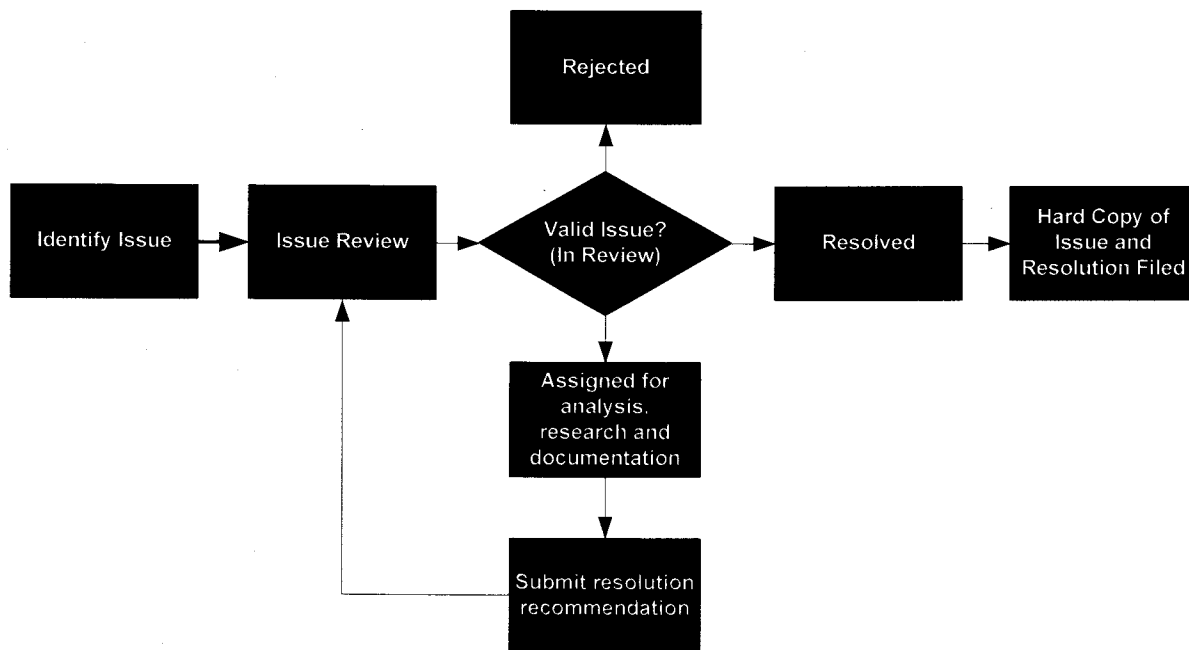 Rejected
Identify Issue
Issue Review
Valid Issue?
(In Review)
Resolved
Hard Copy of
Issue and
Resolution Filed
Assigned for
analysis,
research and
documentation
Submit resolution
recommendation